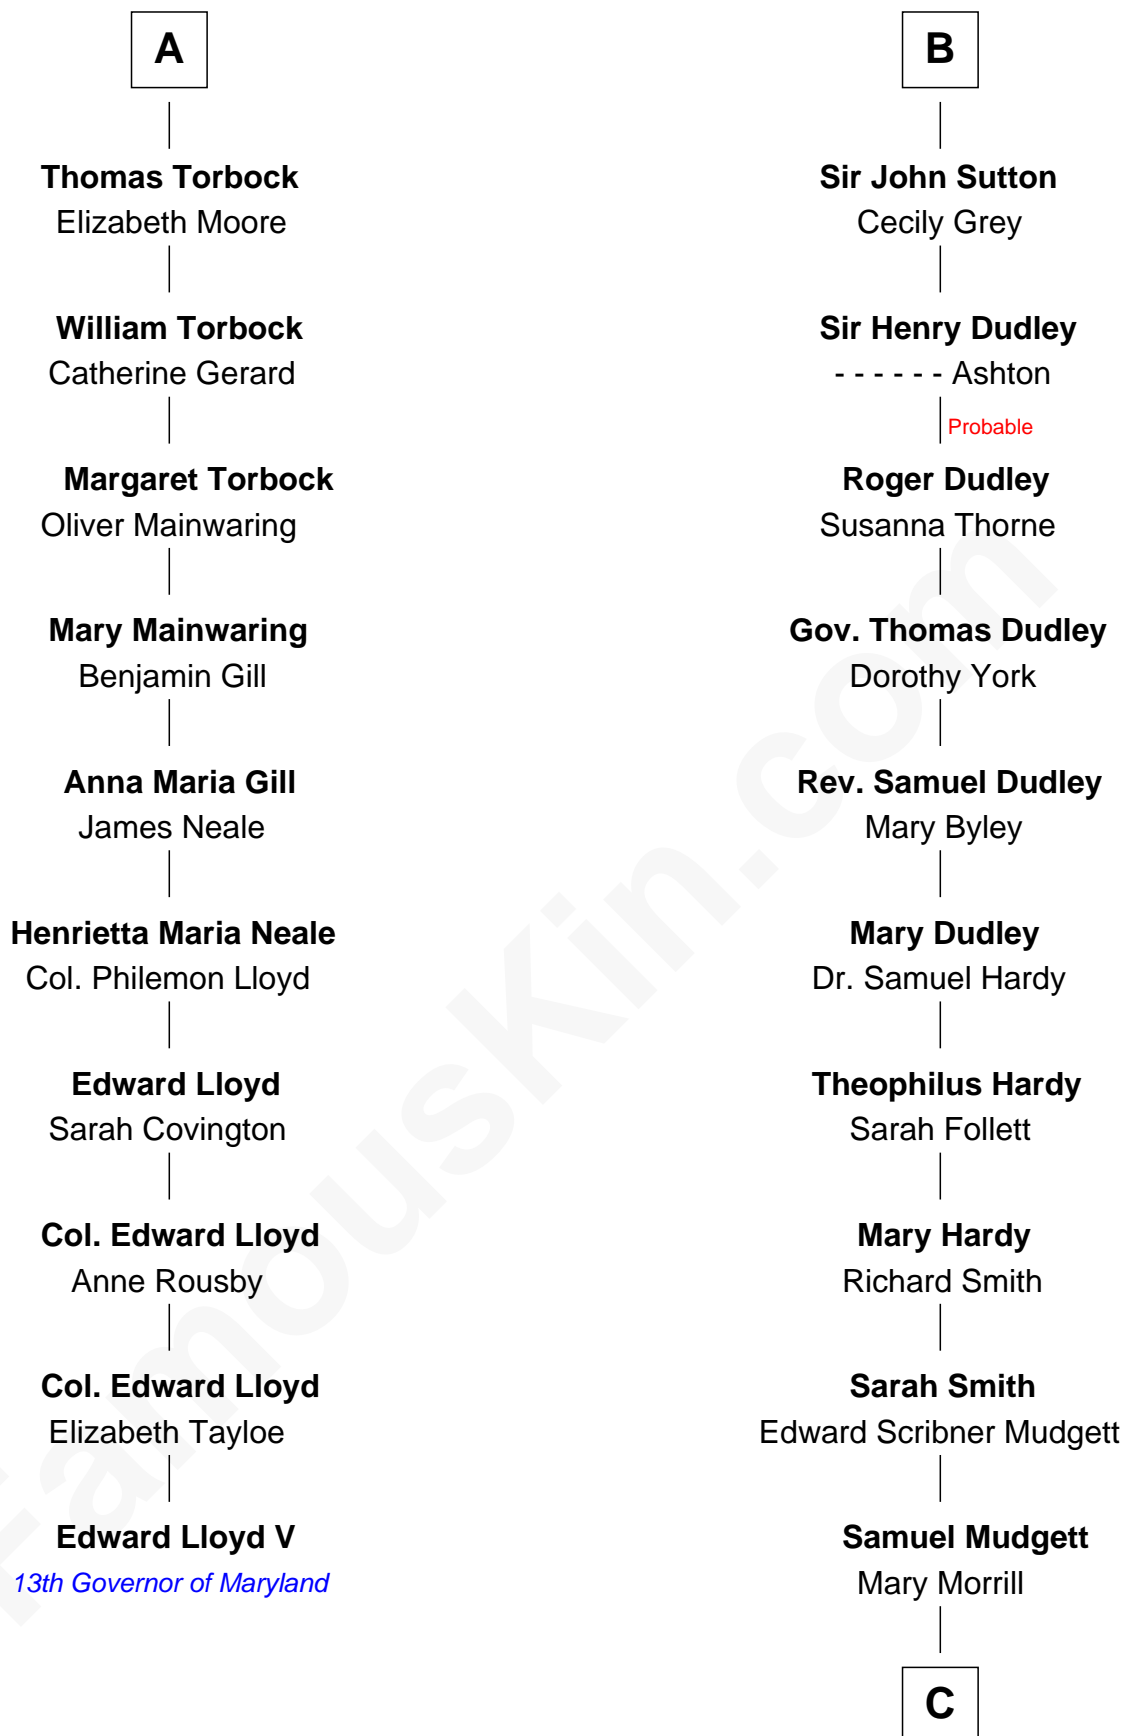 A
Thomas Torbock
Elizabeth Moore
William Torbock
Catherine Gerard
Margaret Torbock
Oliver Mainwaring
Mary Mainwaring
Benjamin Gill
Anna Maria Gill
James Neale
Henrietta Maria Neale
Col. Philemon Lloyd
Edward Lloyd
Sarah Covington
Col. Edward Lloyd
Anne Rousby
Col. Edward Lloyd
Elizabeth Tayloe
Edward Lloyd V
13th Governor of Maryland
B
Sir John Sutton
Cecily Grey
Sir Henry Dudley
- - - - - - Ashton
Probable
Roger Dudley
Susanna Thorne
Gov. Thomas Dudley
Dorothy York
Rev. Samuel Dudley
Mary Byley
Mary Dudley
Dr. Samuel Hardy
Theophilus Hardy
Sarah Follett
Mary Hardy
Richard Smith
Sarah Smith
Edward Scribner Mudgett
Samuel Mudgett
Mary Morrill
C
FamousKin.com